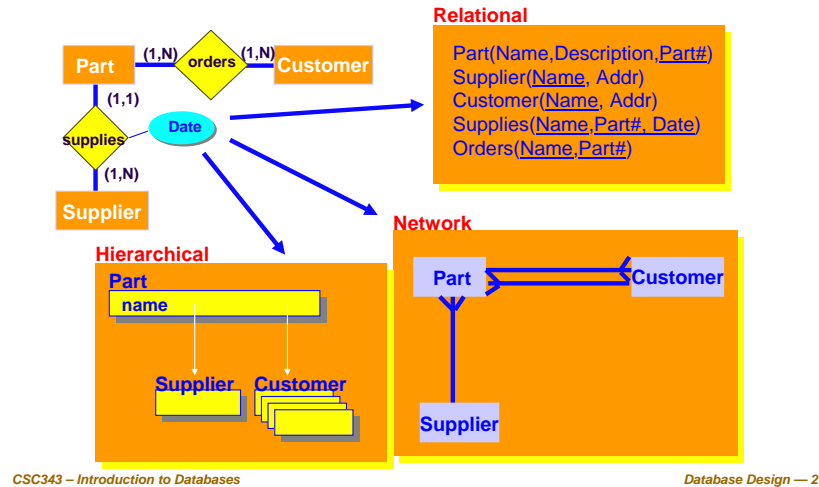 Relational
Part(Name,Description,Part#)
Supplier(Name, Addr)
Customer(Name, Addr)
Supplies(Name,Part#, Date)
Orders(Name,Part#)
Part
(1,N)
orders
(1,N)
Customer
(1,1)
Date
supplies
(1,N)
Supplier
Hierarchical
Part
name
Supplier
Customer
Network
Part
Customer
Supplier
CSC343 – Introduction to Databases
Database Design — 2